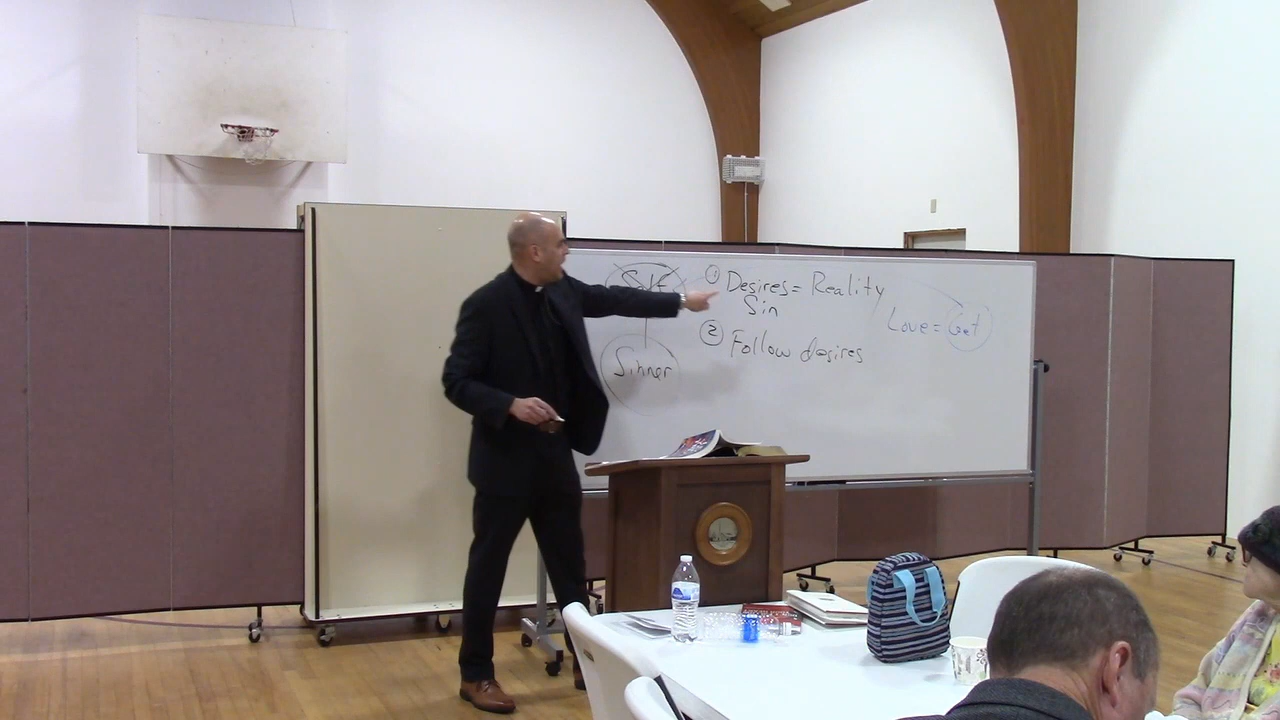 Self
Sinner
① Desires = Reality
Sin
② Follow desires
Love = Get